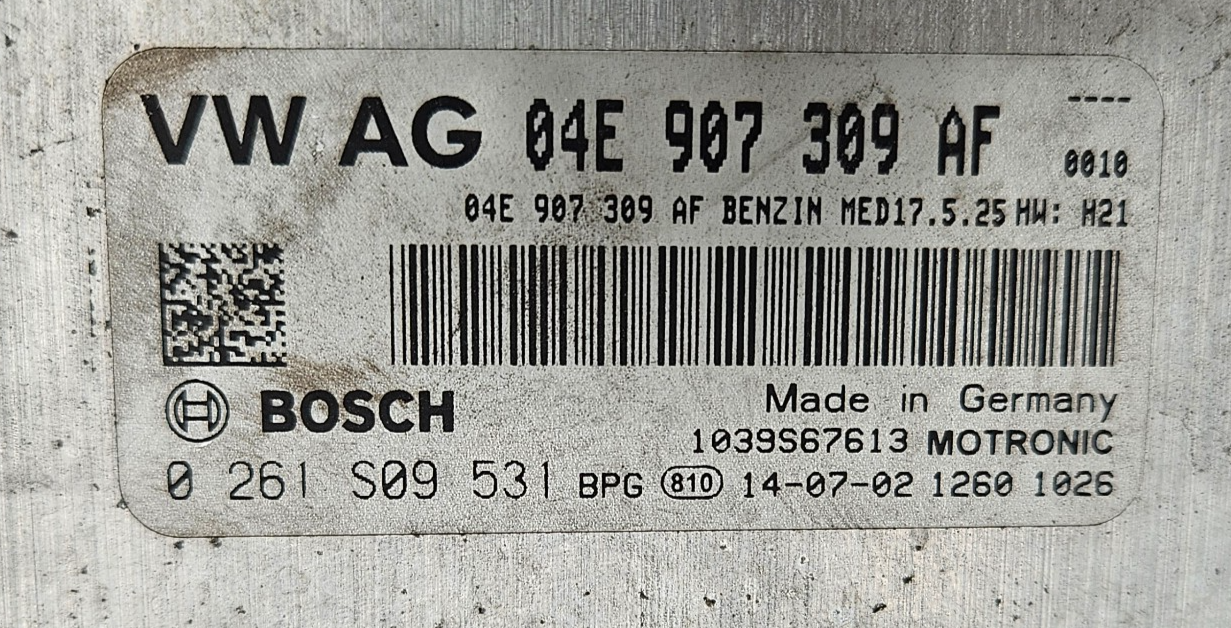 VW AG 04E 907 309 AF ----
0010
04E 907 309 AF BENZIN MED17.5.25 HW: H21
BOSCH
Made in Germany
1039S67613 MOTRONIC
0 261 S09 531 BPG 810 14-07-02 1260 1026